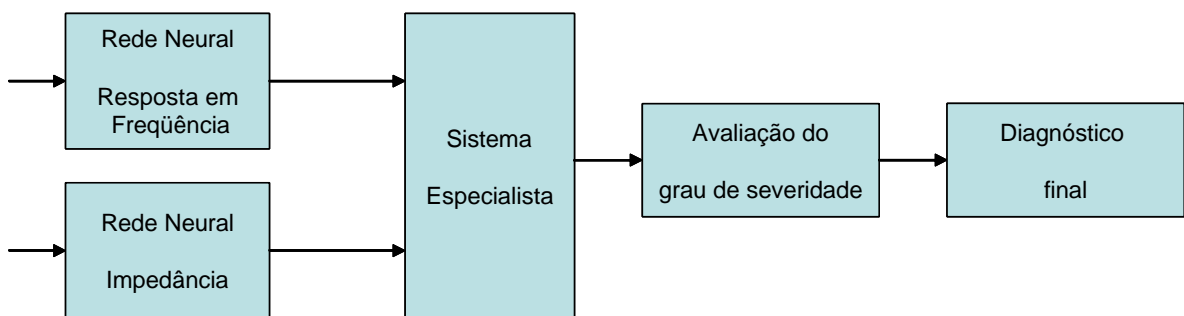 Rede Neural
Resposta em
Freqüência
Rede Neural
Impedância
Sistema
Especialista
Avaliação do
grau de severidade
Diagnóstico
final